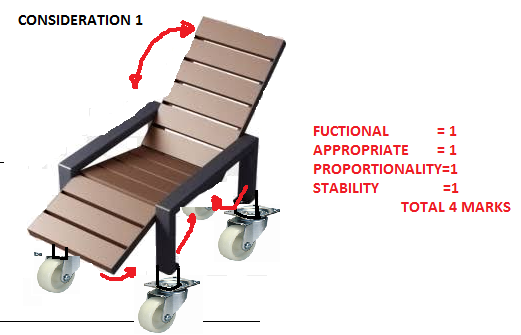 CONSIDERATION 1
FUCTIONAL = 1
APPROPRIATE = 1
PROPORTIONALITY=1
STABILITY =1
TOTAL 4 MARKS